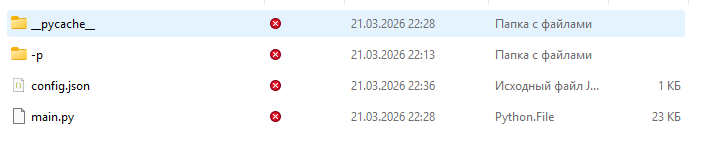 __pycache__ 21.03.2026 22:28 Папка с файлами
-p 21.03.2026 22:13 Папка с файлами
config.json 21.03.2026 22:36 Исходный файл J... 1 КБ
main.py 21.03.2026 22:28 Python.File 23 КБ